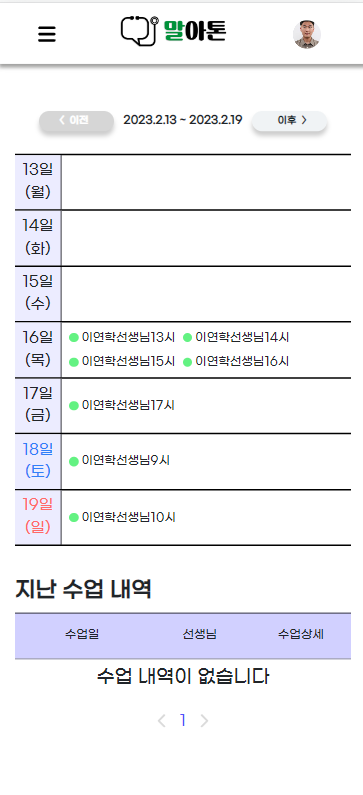 말아톤
이전 2023.2.13 ~ 2023.2.19 이후
13일
(월)
14일
(화)
15일
(수)
16일
(목)
이연학선생님13시 이연학선생님14시
이연학선생님15시 이연학선생님16시
17일
(금)
이연학선생님17시
18일
(토)
이연학선생님9시
19일
(일)
이연학선생님10시
지난 수업 내역
수업일 선생님 수업상세
수업 내역이 없습니다
1